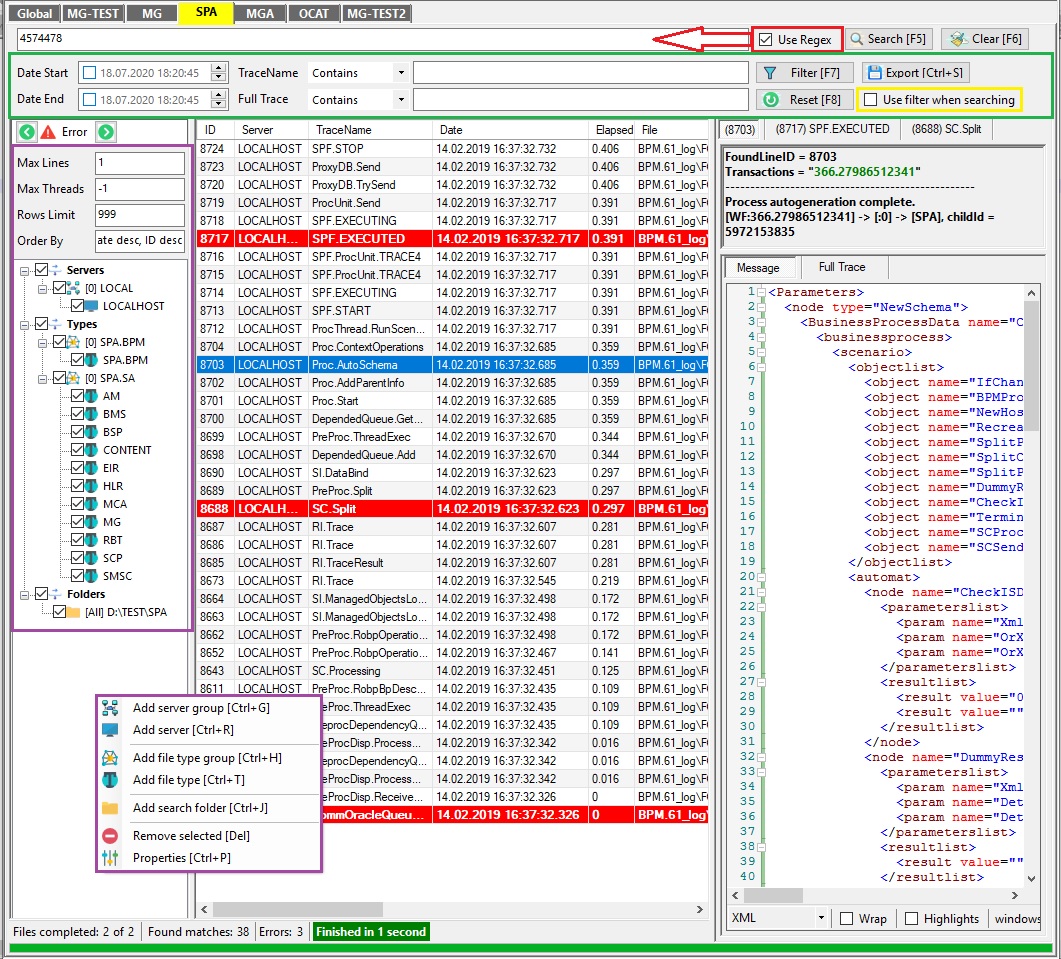 Global MG-TEST MG SPA MGA OCAT MG-TEST2
4574478
Use Regex Search [F5] Clear [F6]
Date Start 18.07.2020 18:20:45 TraceName Contains Filter [F7] Export [Ctrl+S]
Date End 18.07.2020 18:20:45 Full Trace Contains Reset [F8] Use filter when searching
Error
Max Lines 1
Max Threads -1
Rows Limit 999
Order By ate desc, ID desc
Servers
[0] LOCAL
LOCALHOST
Types
[0] SPA.BPM
SPA.BPM
[0] SPA.SA
AM
BMS
BSP
CONTENT
EIR
HLR
MCA
MG
RBT
SCP
SMSC
Folders
[All] D:\TEST\SPA
Add server group [Ctrl+G]
Add server [Ctrl+R]
Add file type group [Ctrl+H]
Add file type [Ctrl+T]
Add search folder [Ctrl+J]
Remove selected [Del]
Properties [Ctrl+P]
ID Server TraceName Date Elapsed File
8724 LOCALHOST SPF.STOP 14.02.2019 16:37:32.732 0.406 BPM.61_log\F
8723 LOCALHOST ProxyDB.Send 14.02.2019 16:37:32.732 0.406 BPM.61_log\F
8720 LOCALHOST ProxyDB.TrySend 14.02.2019 16:37:32.732 0.406 BPM.61_log\F
8719 LOCALHOST ProcUnit.Send 14.02.2019 16:37:32.717 0.391 BPM.61_log\F
8718 LOCALHOST SPF.EXECUTING 14.02.2019 16:37:32.717 0.391 BPM.61_log\F
8717 LOCALH... SPF.EXECUTED 14.02.2019 16:37:32.717 0.391 BPM.61_log\
8716 LOCALHOST SPF.ProcUnit.TRACE4 14.02.2019 16:37:32.717 0.391 BPM.61_log\F
8715 LOCALHOST SPF.ProcUnit.TRACE4 14.02.2019 16:37:32.717 0.391 BPM.61_log\F
8714 LOCALHOST SPF.EXECUTING 14.02.2019 16:37:32.717 0.391 BPM.61_log\F
8713 LOCALHOST SPF.START 14.02.2019 16:37:32.717 0.391 BPM.61_log\F
8712 LOCALHOST ProcThread.RunScen... 14.02.2019 16:37:32.717 0.391 BPM.61_log\F
8704 LOCALHOST Proc.ContextOperations 14.02.2019 16:37:32.685 0.359 BPM.61_log\F
8703 LOCALHOST Proc.AutoSchema 14.02.2019 16:37:32.685 0.359 BPM.61_log\F
8702 LOCALHOST Proc.AddParentInfo 14.02.2019 16:37:32.685 0.359 BPM.61_log\F
8701 LOCALHOST Proc.Start 14.02.2019 16:37:32.685 0.359 BPM.61_log\F
8700 LOCALHOST DependedQueue.Get... 14.02.2019 16:37:32.685 0.359 BPM.61_log\F
8699 LOCALHOST PreProc.ThreadExec 14.02.2019 16:37:32.670 0.344 BPM.61_log\F
8698 LOCALHOST DependedQueue.Add 14.02.2019 16:37:32.670 0.344 BPM.61_log\F
8690 LOCALHOST SI.DataBind 14.02.2019 16:37:32.623 0.297 BPM.61_log\F
8689 LOCALHOST PreProc.Split 14.02.2019 16:37:32.623 0.297 BPM.61_log\F
8688 LOCALH... SC.Split 14.02.2019 16:37:32.623 0.297 BPM.61_log\
8687 LOCALHOST RI.Trace 14.02.2019 16:37:32.607 0.281 BPM.61_log\F
8686 LOCALHOST RI.Trace 14.02.2019 16:37:32.607 0.281 BPM.61_log\F
8685 LOCALHOST RI.TraceResult 14.02.2019 16:37:32.607 0.281 BPM.61_log\F
8673 LOCALHOST RI.Trace 14.02.2019 16:37:32.545 0.219 BPM.61_log\F
8664 LOCALHOST SI.ManagedObjectsLo... 14.02.2019 16:37:32.498 0.172 BPM.61_log\F
8663 LOCALHOST SI.ManagedObjectsLo... 14.02.2019 16:37:32.498 0.172 BPM.61_log\F
8662 LOCALHOST PreProc.RobpOperatio... 14.02.2019 16:37:32.498 0.172 BPM.61_log\F
8652 LOCALHOST PreProc.RobpOperatio... 14.02.2019 16:37:32.467 0.141 BPM.61_log\F
8643 LOCALHOST SC.Processing 14.02.2019 16:37:32.451 0.125 BPM.61_log\F
8611 LOCALHOST PreProc.RobpBpDesc... 14.02.2019 16:37:32.435 0.109 BPM.61_log\F
eProc.ThreadExec 14.02.2019 16:37:32.435 0.109 BPM.61_log\F
eprocDependencyQ... 14.02.2019 16:37:32.435 0.109 BPM.61_log\F
eProcDisp.Process... 14.02.2019 16:37:32.342 0.016 BPM.61_log\F
eprocDependencyQ... 14.02.2019 16:37:32.342 0.016 BPM.61_log\F
eProcDisp.Process... 14.02.2019 16:37:32.342 0.016 BPM.61_log\F
eProcDisp.Receive... 14.02.2019 16:37:32.326 0 BPM.61_log\F
ommOracleQueu... 14.02.2019 16:37:32.326 0 BPM.61_log\
(8703) (8717) SPF.EXECUTED (8688) SC.Split
FoundLineID = 8703
Transactions = "366.27986512341"
-----------------------------------------------
Process autogeneration complete.
[WF:366.27986512341] -> [:0] -> [SPA], childId =
5972153835
Message Full Trace
1 <Parameters>
2 <node type="NewSchema">
3 <BusinessProcessData name="C
4 <businessprocess>
5 <scenario>
6 <objectlist>
7 <object name="IfChan
8 <object name="BPMPro
9 <object name="NewHos
10 <object name="Recrea
11 <object name="SplitP
12 <object name="SplitC
13 <object name="SplitP
14 <object name="DummyR
15 <object name="CheckI
16 <object name="Termin
17 <object name="SCProc
18 <object name="SCSend
19 </objectlist>
20 <automat>
21 <node name="CheckISD
22 <parameterslist>
23 <param name="Xml
24 <param name="OrX
25 <param name="OrX
26 </parameterslist>
27 <resultlist>
28 <result value="0
29 <result value=""
30 </resultlist>
31 </node>
32 <node name="DummyRes
33 <parameterslist>
34 <param name="Xml
35 <param name="Det
36 <param name="Det
37 </parameterslist>
38 <resultlist>
39 <result value=""
40 </resultlist>
XML Wrap Highlights windows
Files completed: 2 of 2 Found matches: 38 Errors: 3 Finished in 1 second